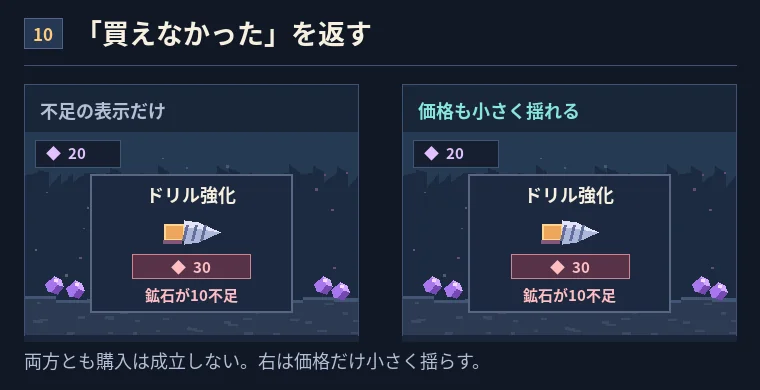 10 「買えなかった」を返す
不足の表示だけ
20
ドリル強化
30
鉱石が10不足
価格も小さく揺れる
20
ドリル強化
30
鉱石が10不足
両方とも購入は成立しない。右は価格だけ小さく揺らす。